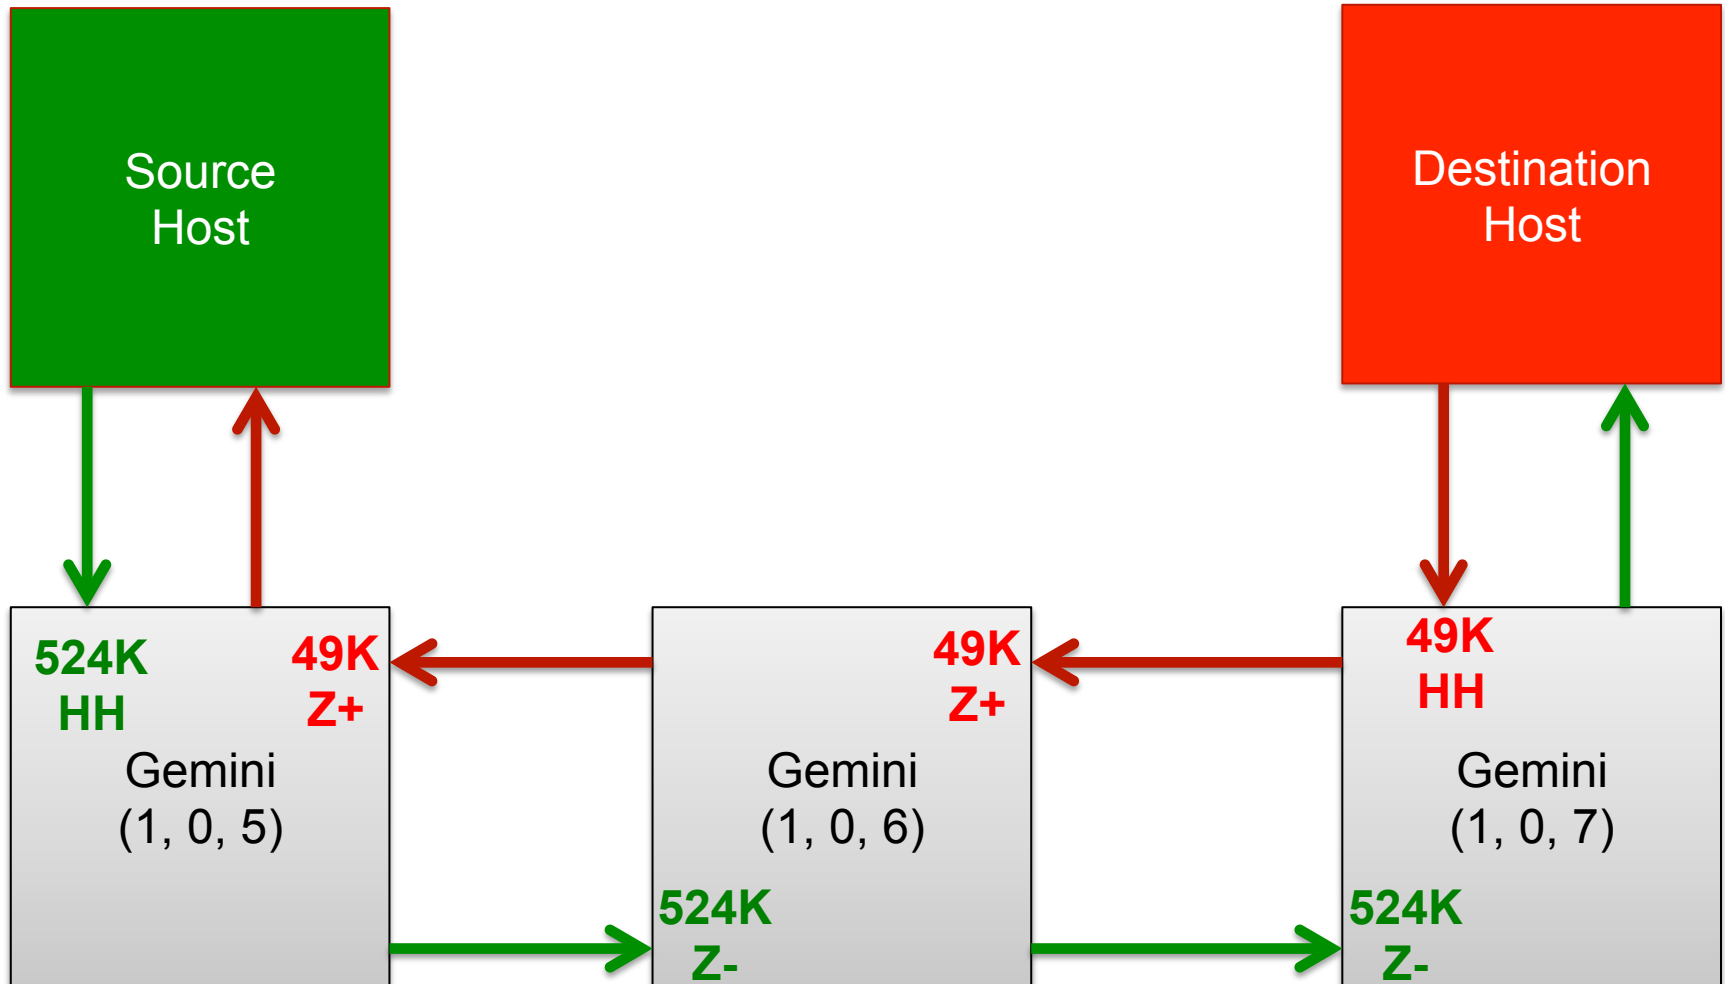 Source
Host
Destination
Host
524K
HH
49K
Z+
Gemini
(1, 0, 5)
49K
Z+
Gemini
(1, 0, 6)
524K
Z-
49K
HH
Gemini
(1, 0, 7)
524K
Z-